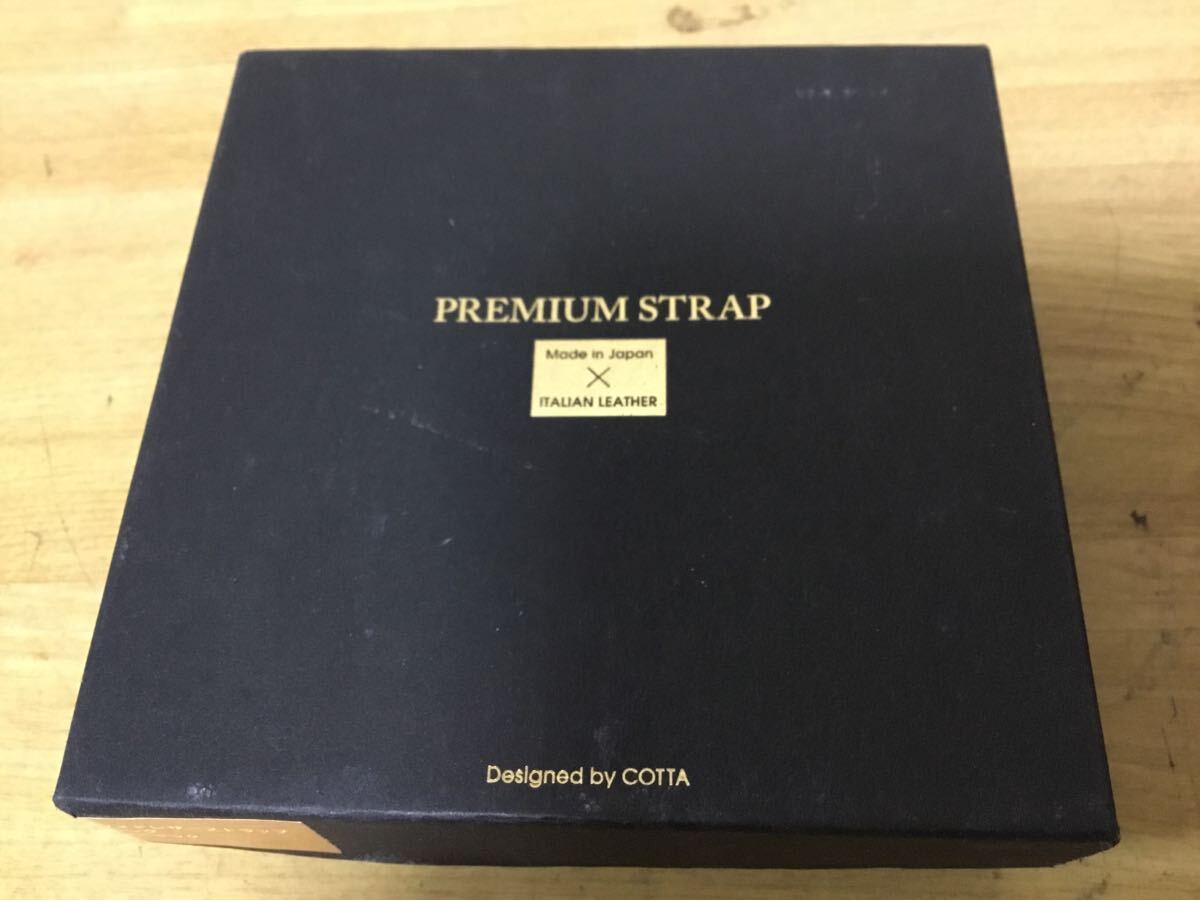 PREMIUM STRAP
Made in Japan
×
ITALIAN LEATHER
Designed by COTTA